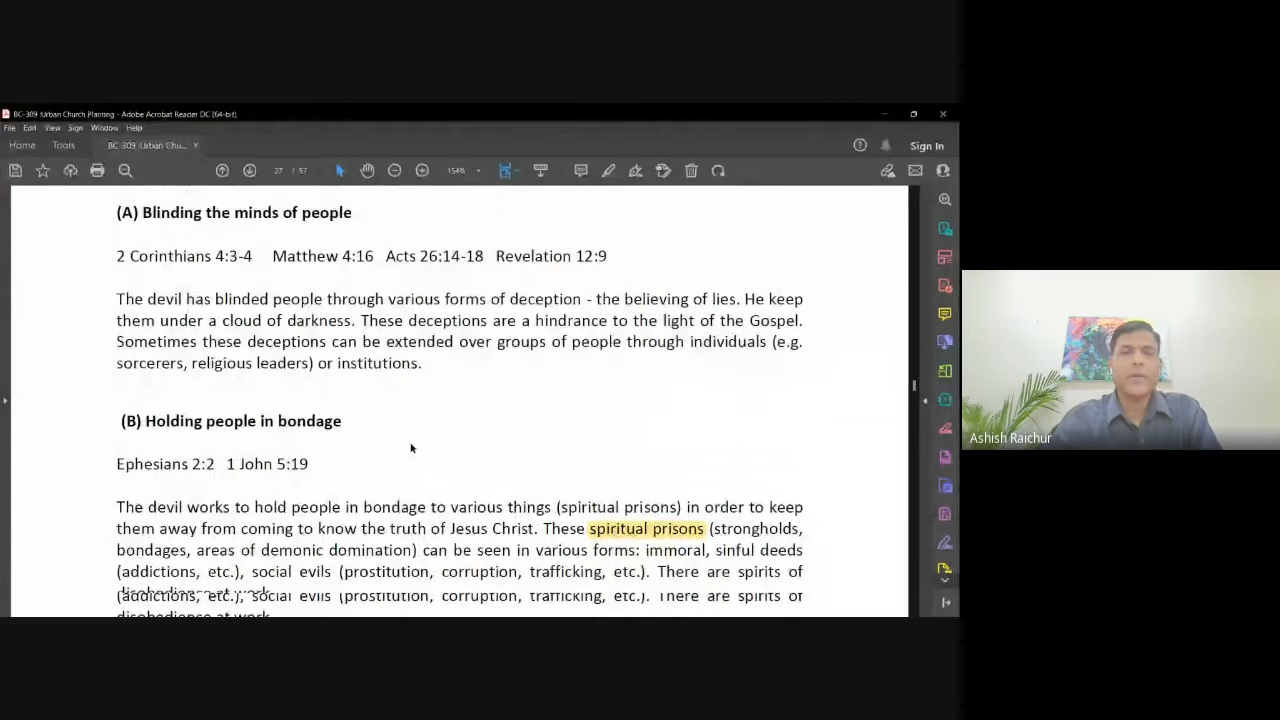 BC-309 :Urban Church Planting - Adobe Acrobat Reader DC (64-bit)
File Edit View Sign Window Help
Home Tools BC-309 :Urban Chu... ×
Sign In
27 / 57 154%
(A) Blinding the minds of people
2 Corinthians 4:3-4 Matthew 4:16 Acts 26:14-18 Revelation 12:9
The devil has blinded people through various forms of deception - the believing of lies. He keep
them under a cloud of darkness. These deceptions are a hindrance to the light of the Gospel.
Sometimes these deceptions can be extended over groups of people through individuals (e.g.
sorcerers, religious leaders) or institutions.
(B) Holding people in bondage
Ephesians 2:2 1 John 5:19
The devil works to hold people in bondage to various things (spiritual prisons) in order to keep
them away from coming to know the truth of Jesus Christ. These spiritual prisons (strongholds,
bondages, areas of demonic domination) can be seen in various forms: immoral, sinful deeds
(addictions, etc.), social evils (prostitution, corruption, trafficking, etc.). There are spirits of
disobedience at work.
(addictions, etc.), social evils (prostitution, corruption, trafficking, etc.). There are spirits of
disobedience at work.
Ashish Raichur